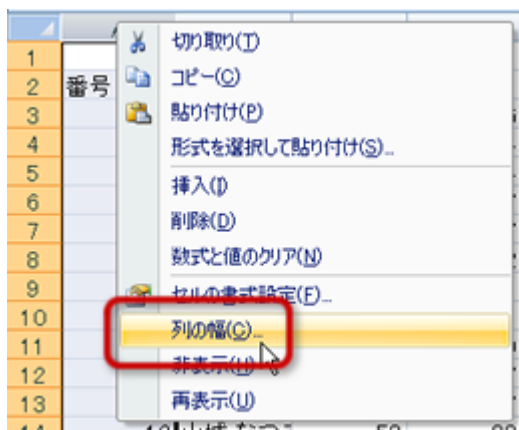 切り取り(T)
1
コピー(C)
2 番号
貼り付け(P)
3
形式を選択して貼り付け(S)...
4
5
挿入(I)
6
削除(D)
7
数式と値のクリア(N)
8
9
セルの書式設定(F)...
10
列の幅(C)...
11
非表示(H)
12
再表示(U)
13